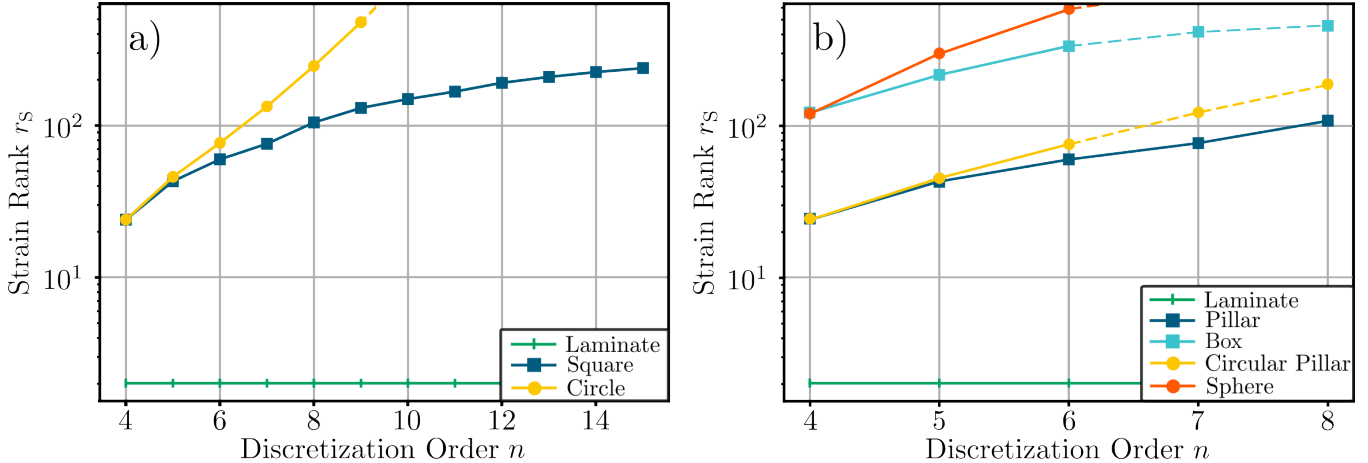 a)
Strain Rank r_S
10^2
10^1
4 6 8 10 12 14
Discretization Order n
Laminate
Square
Circle
b)
Strain Rank r_S
10^2
10^1
4 5 6 7 8
Discretization Order n
Laminate
Pillar
Box
Circular Pillar
Sphere